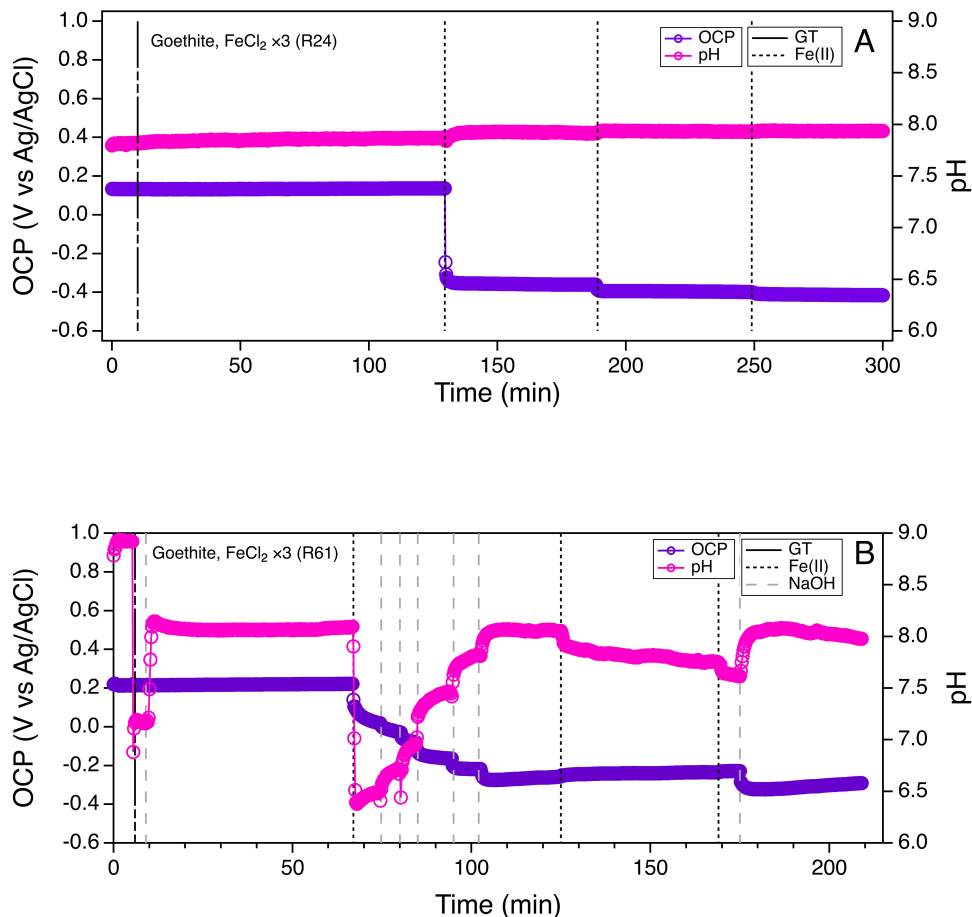 Goethite, FeCl₂ ×3 (R24)
OCP
pH
GT
Fe(II)
A
OCP (V vs Ag/AgCl)
1.0
0.8
0.6
0.4
0.2
0.0
-0.2
-0.4
-0.6
9.0
8.5
8.0
7.5
7.0
6.5
6.0
pH
0 50 100 150 200 250 300
Time (min)
Goethite, FeCl₂ ×3 (R61)
OCP
pH
GT
Fe(II)
NaOH
B
OCP (V vs Ag/AgCl)
1.0
0.8
0.6
0.4
0.2
0.0
-0.2
-0.4
-0.6
9.0
8.5
8.0
7.5
7.0
6.5
6.0
pH
0 50 100 150 200
Time (min)